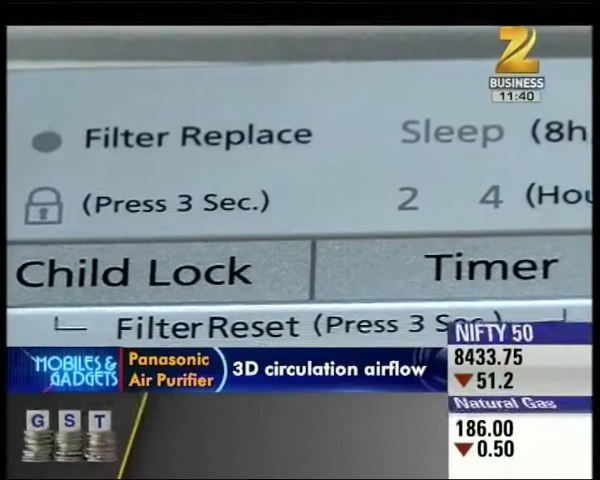 Z
BUSINESS
11:40
Filter Replace
Sleep (8h
(Press 3 Sec.)
2 4 (Hou
Child Lock
Timer
Filter Reset (Press 3 Sec.)
MOBILES & GADGETS
Panasonic
Air Purifier
3D circulation airflow
NIFTY 50
8433.75
51.2
Natural Gas
186.00
0.50
G S T